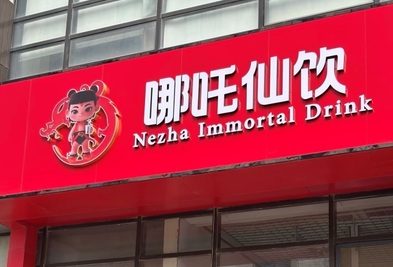 哪吒仙饮
Nezha Immortal Drink